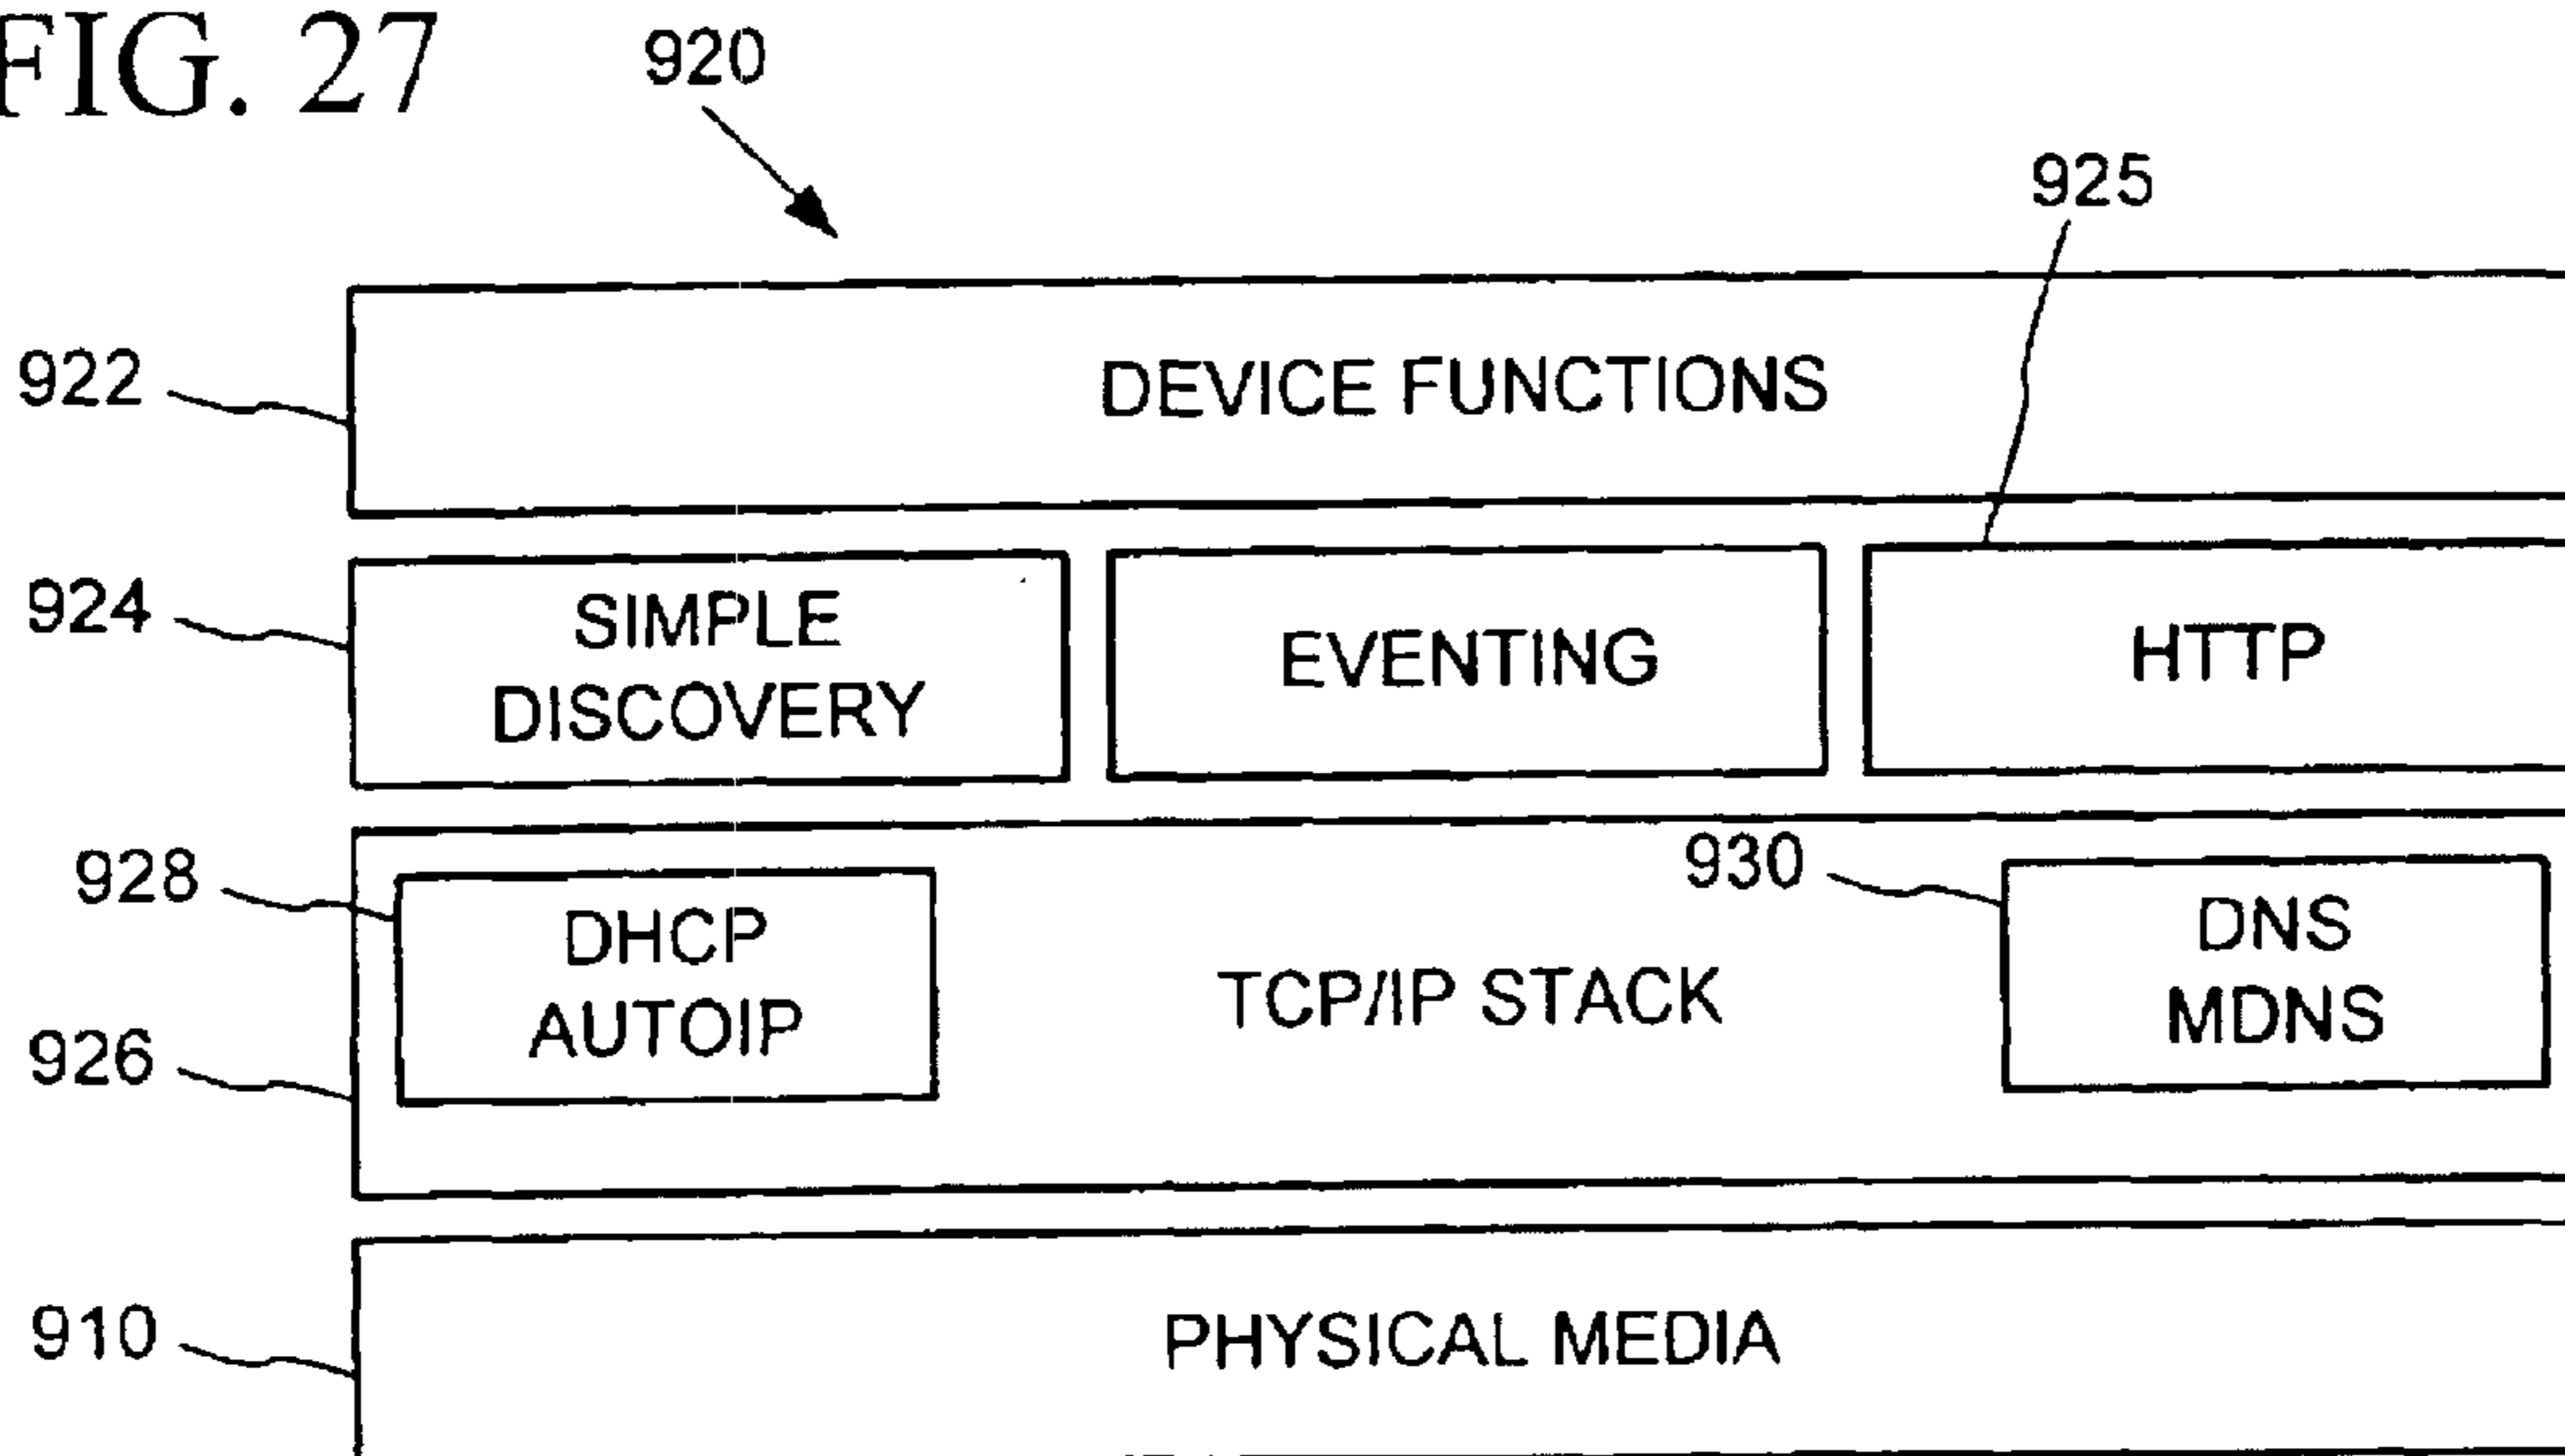 FIG. 27
920
925
922
DEVICE FUNCTIONS
924
SIMPLE
DISCOVERY
EVENTING
HTTP
928
DHCP
AUTOIP
930
DNS
MDNS
TCP/IP STACK
926
910
PHYSICAL MEDIA